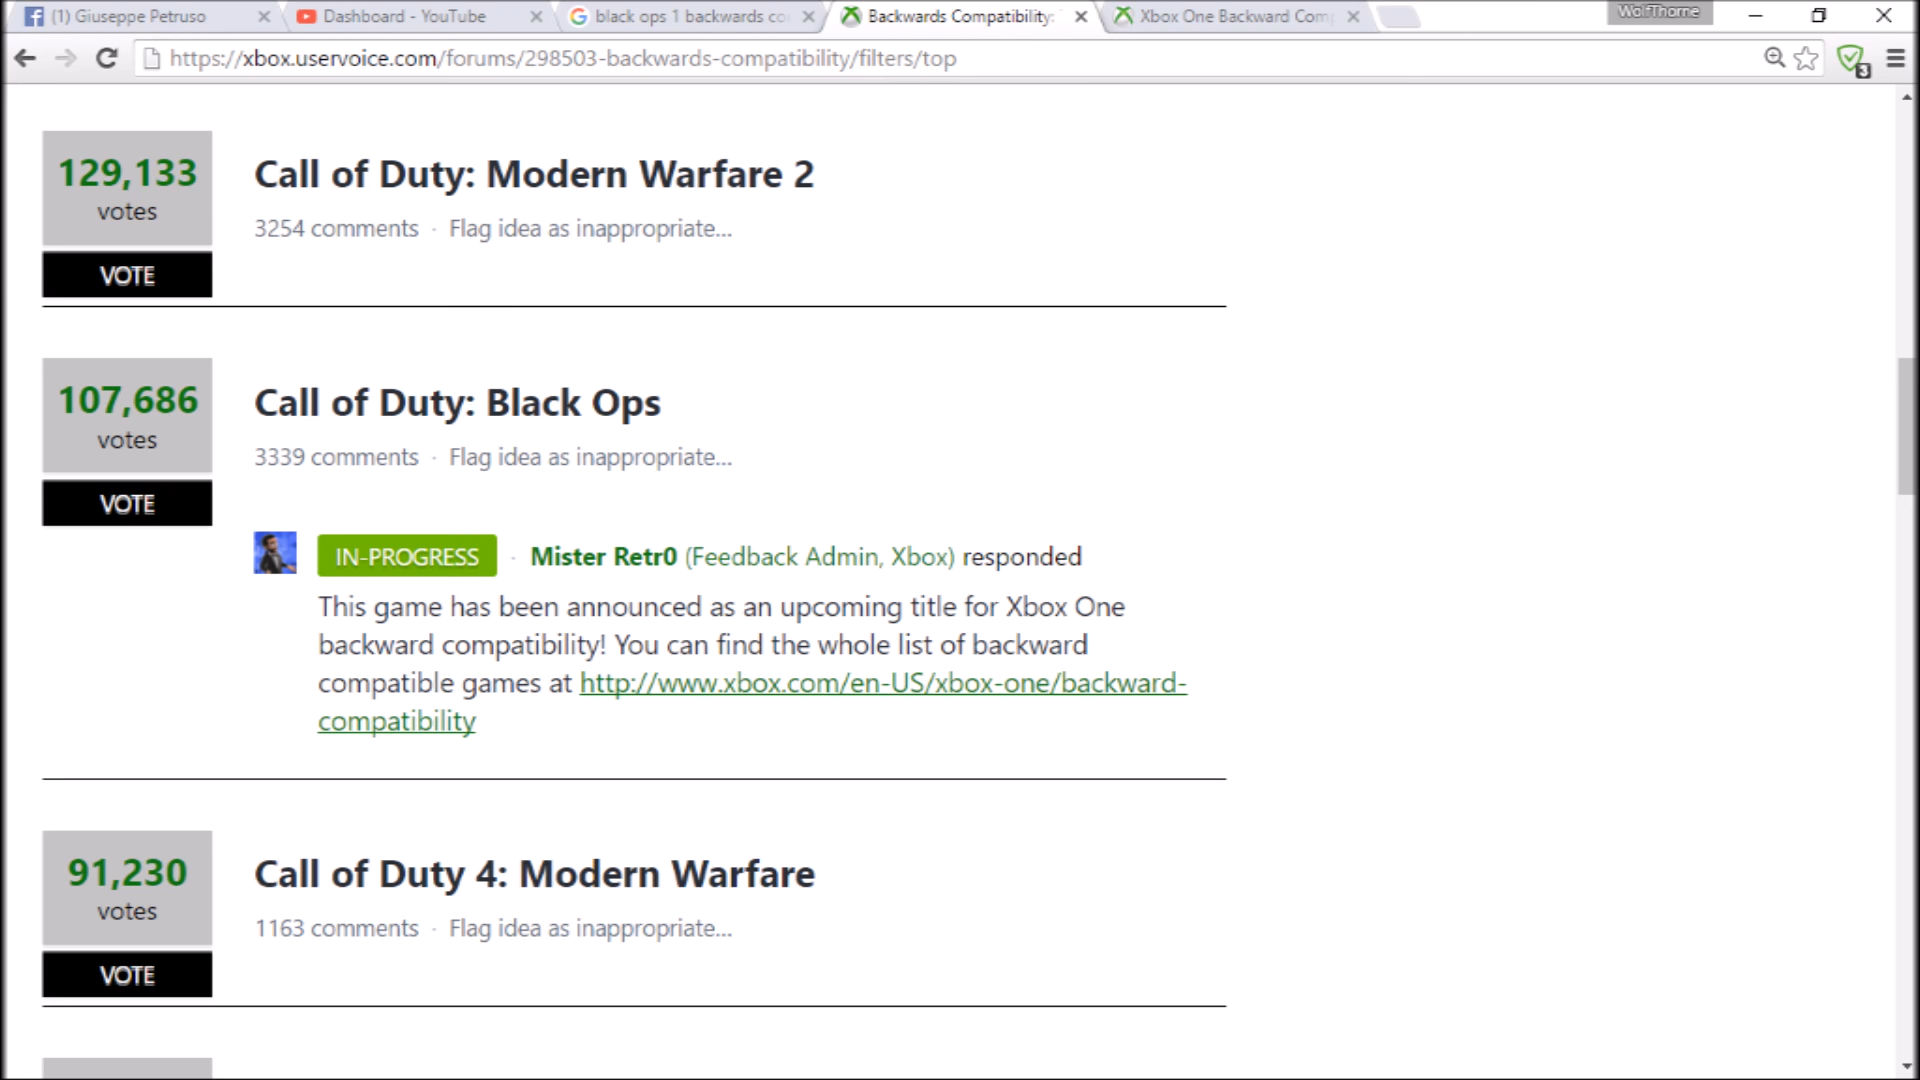 (1) Giuseppe Petruso
Dashboard - YouTube
black ops 1 backwards co
Backwards Compatibility:
Xbox One Backward Comp
WolfThorne
https://xbox.uservoice.com/forums/298503-backwards-compatibility/filters/top
3
129,133
votes
VOTE
Call of Duty: Modern Warfare 2
3254 comments · Flag idea as inappropriate...
107,686
votes
VOTE
Call of Duty: Black Ops
3339 comments · Flag idea as inappropriate...
IN-PROGRESS · Mister Retr0 (Feedback Admin, Xbox) responded
This game has been announced as an upcoming title for Xbox One
backward compatibility! You can find the whole list of backward
compatible games at http://www.xbox.com/en-US/xbox-one/backward-
compatibility
91,230
votes
VOTE
Call of Duty 4: Modern Warfare
1163 comments · Flag idea as inappropriate...